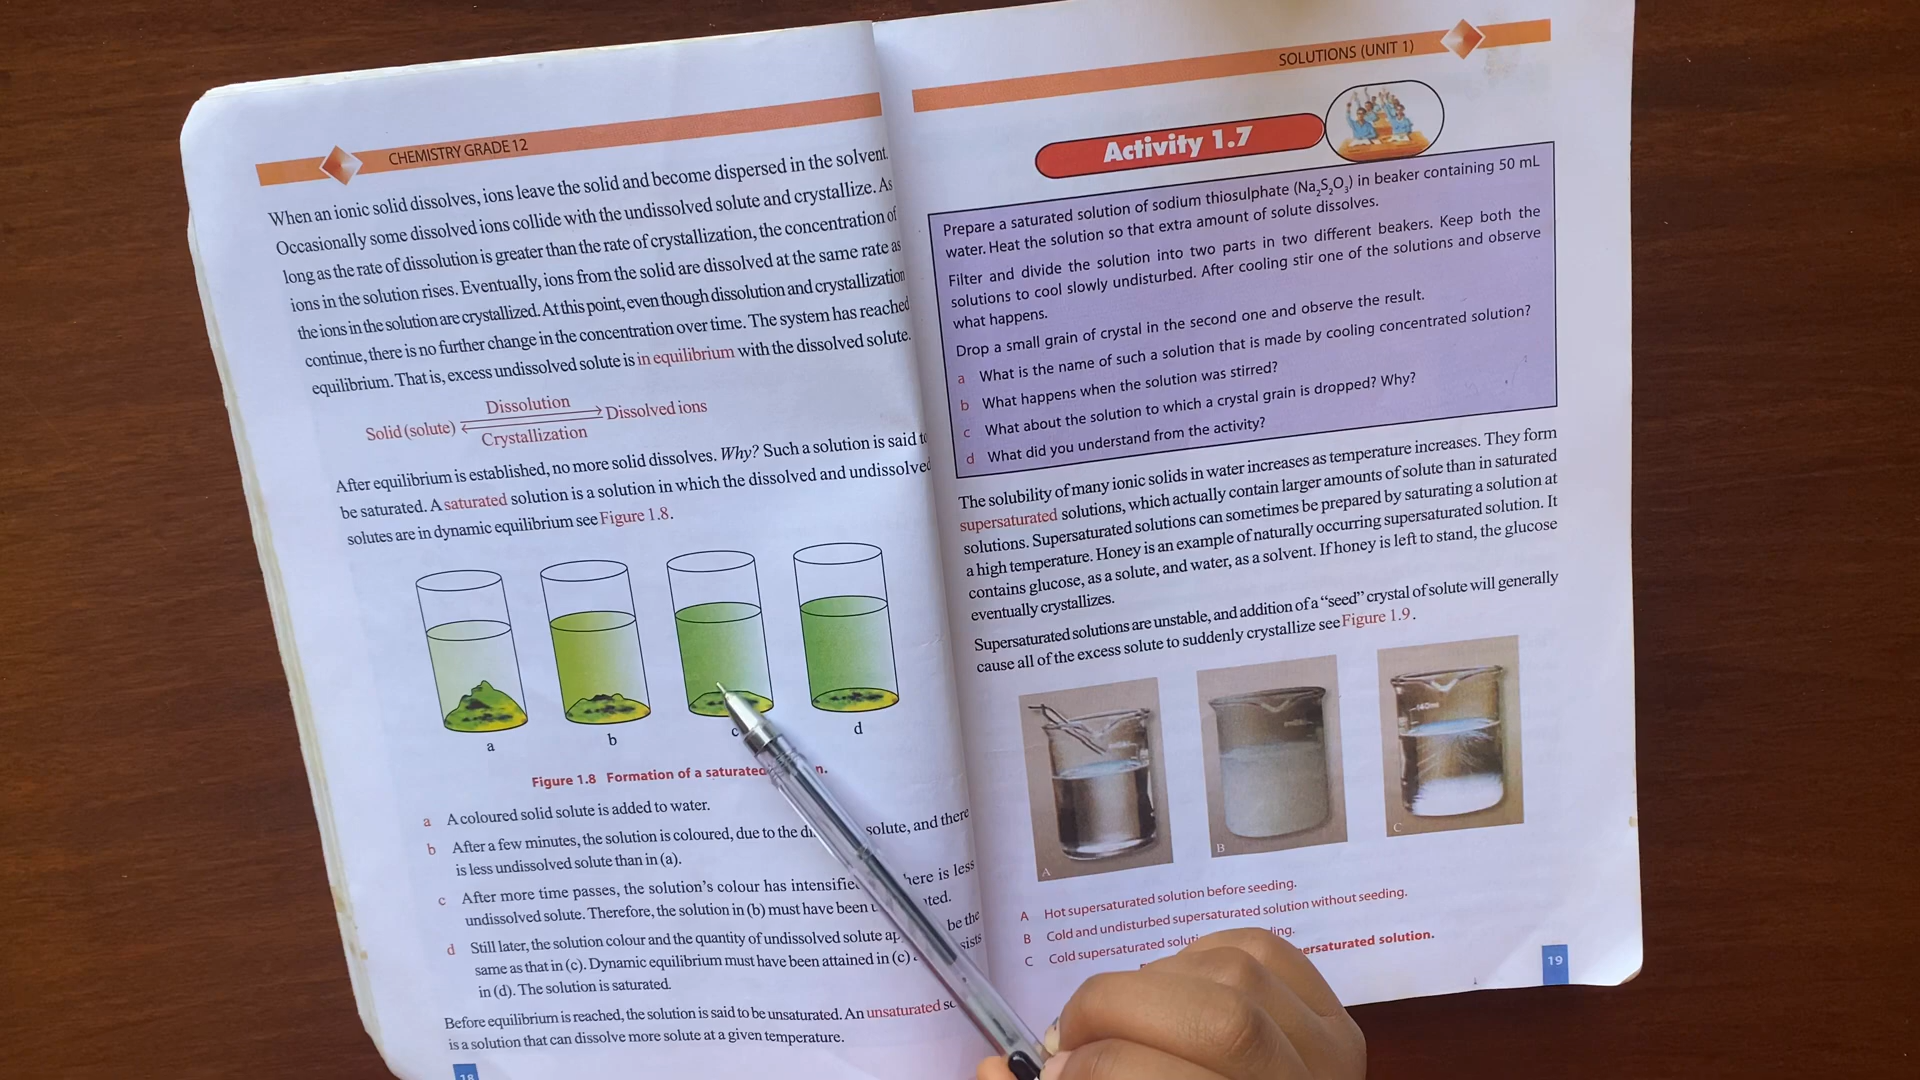 CHEMISTRY GRADE 12
When an ionic solid dissolves, ions leave the solid and become dispersed in the solvent.
Occasionally some dissolved ions collide with the undissolved solute and crystallize. As
long as the rate of dissolution is greater than the rate of crystallization, the concentration of
ions in the solution rises. Eventually, ions from the solid are dissolved at the same rate as
the ions in the solution are crystallized. At this point, even though dissolution and crystallization
continue, there is no further change in the concentration over time. The system has reached
equilibrium. That is, excess undissolved solute is in equilibrium with the dissolved solute.
Dissolution
Solid (solute) ⇌ Dissolved ions
Crystallization
After equilibrium is established, no more solid dissolves. Why? Such a solution is said to
be saturated. A saturated solution is a solution in which the dissolved and undissolved
solutes are in dynamic equilibrium see Figure 1.8.
a
b
c
d
Figure 1.8 Formation of a saturated n.
a A coloured solid solute is added to water.
b After a few minutes, the solution is coloured, due to the solute, and there
is less undissolved solute than in (a).
c After more time passes, the solution's colour has intensified here is less
undissolved solute. Therefore, the solution in (b) must have been
d Still later, the solution colour and the quantity of undissolved solute be the
same as that in (c). Dynamic equilibrium must have been attained in (c)
in (d). The solution is saturated.
Before equilibrium is reached, the solution is said to be unsaturated. An unsaturated
is a solution that can dissolve more solute at a given temperature.
18
SOLUTIONS (UNIT 1)
Activity 1.7
Prepare a saturated solution of sodium thiosulphate (Na₂S₂O₃) in beaker containing 50 mL
water. Heat the solution so that extra amount of solute dissolves.
Filter and divide the solution into two parts in two different beakers. Keep both the
solutions to cool slowly undisturbed. After cooling stir one of the solutions and observe
what happens.
Drop a small grain of crystal in the second one and observe the result.
a What is the name of such a solution that is made by cooling concentrated solution?
b What happens when the solution was stirred?
c What about the solution to which a crystal grain is dropped? Why?
d What did you understand from the activity?
The solubility of many ionic solids in water increases as temperature increases. They form
supersaturated solutions, which actually contain larger amounts of solute than in saturated
solutions. Supersaturated solutions can sometimes be prepared by saturating a solution at
a high temperature. Honey is an example of naturally occurring supersaturated solution. It
contains glucose, as a solute, and water, as a solvent. If honey is left to stand, the glucose
eventually crystallizes.
Supersaturated solutions are unstable, and addition of a "seed" crystal of solute will generally
cause all of the excess solute to suddenly crystallize see Figure 1.9.
A
B
C
A Hot supersaturated solution before seeding.
B Cold and undisturbed supersaturated solution without seeding.
C Cold supersaturated
ersaturated solution.
19